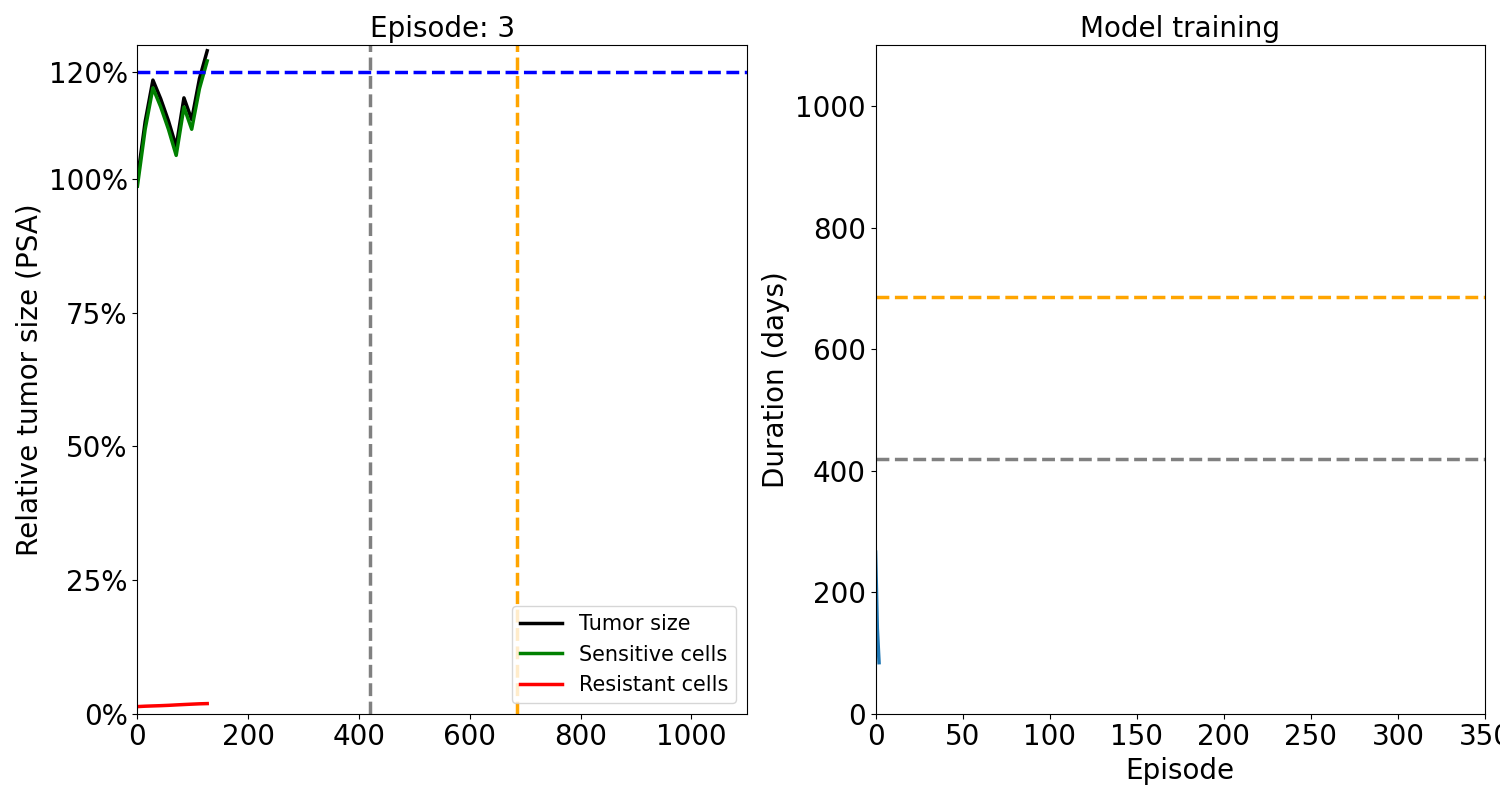 Episode: 3
Relative tumor size (PSA)
120%
100%
75%
50%
25%
0%
0 200 400 600 800 1000
Tumor size
Sensitive cells
Resistant cells
Model training
Duration (days)
1000
800
600
400
200
0
0 50 100 150 200 250 300 350
Episode